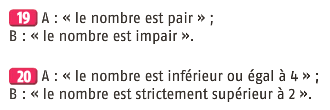 19 A : « le nombre est pair » ;
B : « le nombre est impair ».
20 A : « le nombre est inférieur ou égal à 4 » ;
B : « le nombre est strictement supérieur à 2 ».